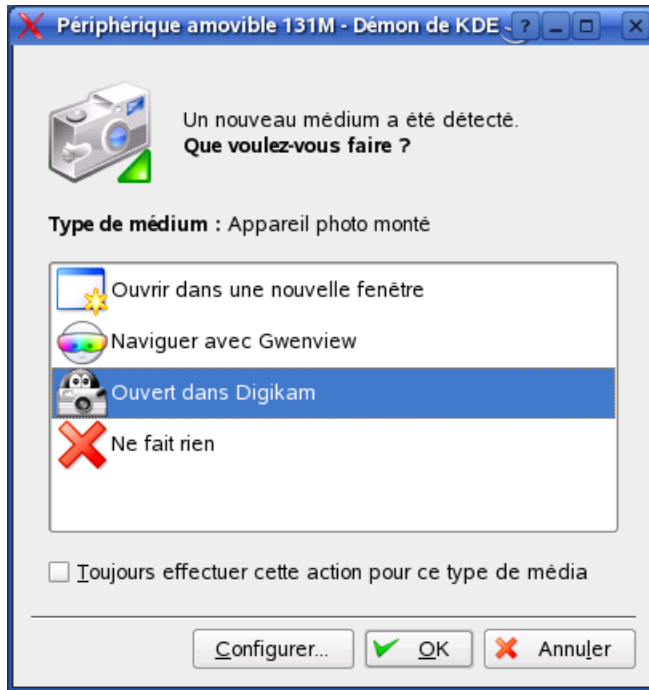 Périphérique amovible 131M - Démon de KDE
Un nouveau médium a été détecté.
Que voulez-vous faire ?
Type de médium : Appareil photo monté
Ouvrir dans une nouvelle fenêtre
Naviguer avec Gwenview
Ouvert dans Digikam
Ne fait rien
Toujours effectuer cette action pour ce type de média
Configurer... OK Annuler